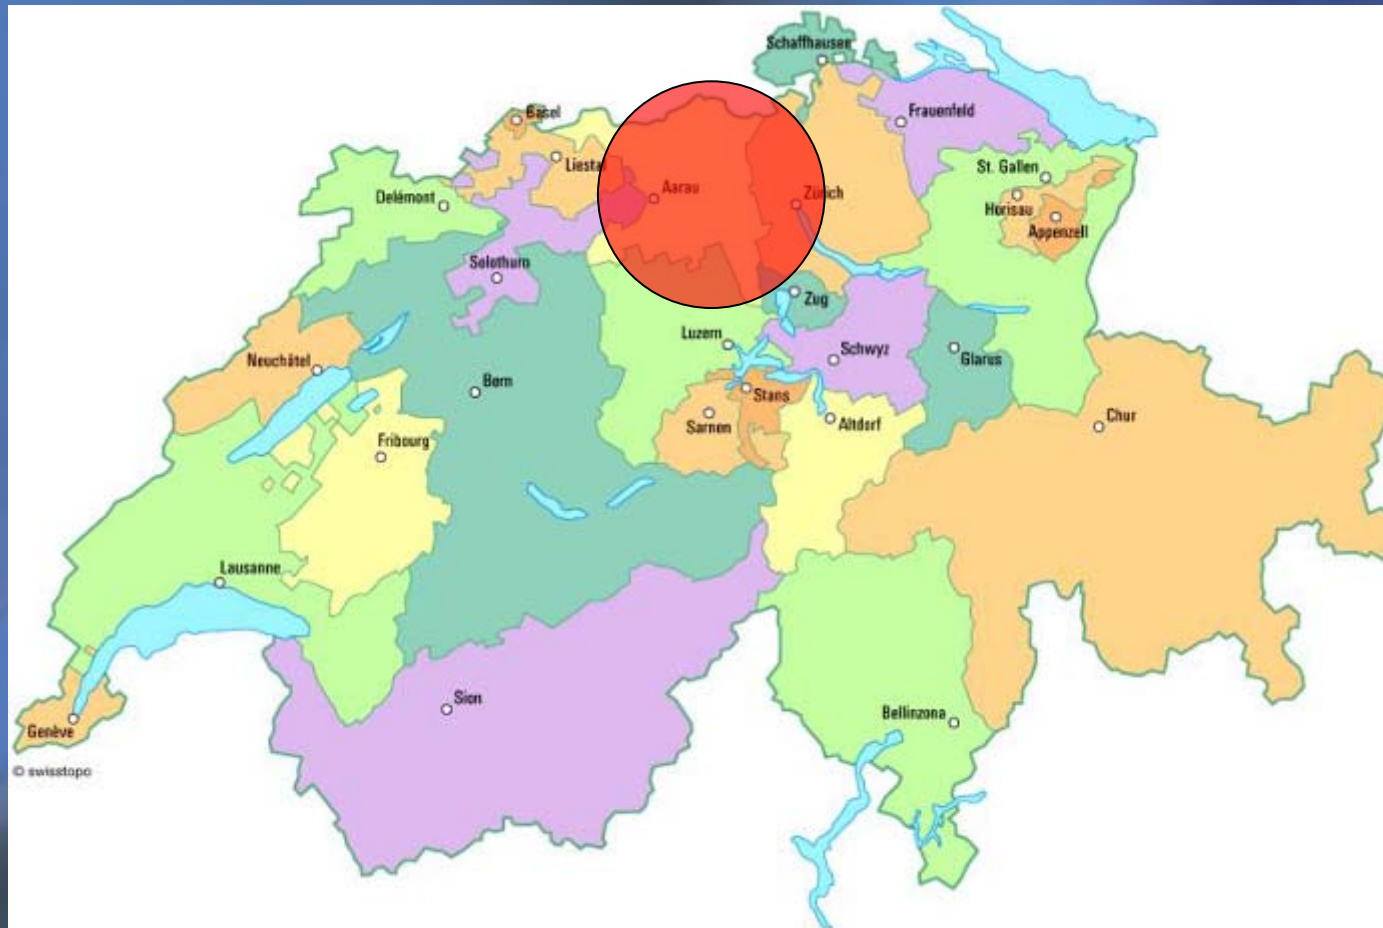 Schaffhausen
Basel
Frauenfeld
Liestal
St. Gallen
Delémont
Aarau
Zürich
Herisau
Appenzell
Solothurn
Zug
Luzern
Neuchâtel
Schwyz
Glarus
Bern
Stans
Sarnen
Altdorf
Chur
Fribourg
Lausanne
Sion
Bellinzona
Genève
© swisstopo